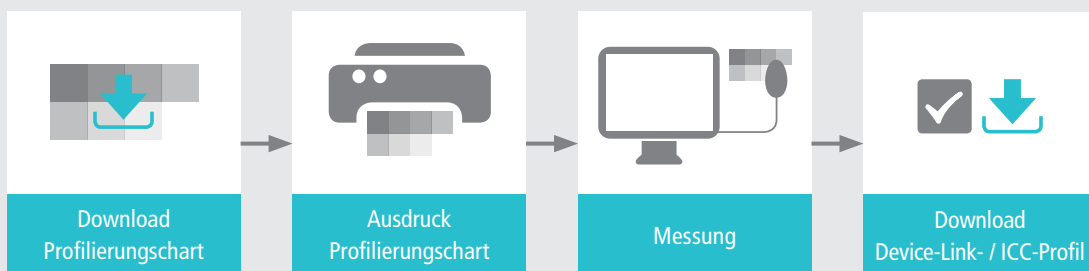 Download
Profilierungschart
Ausdruck
Profilierungschart
Messung
Download
Device-Link- / ICC-Profil